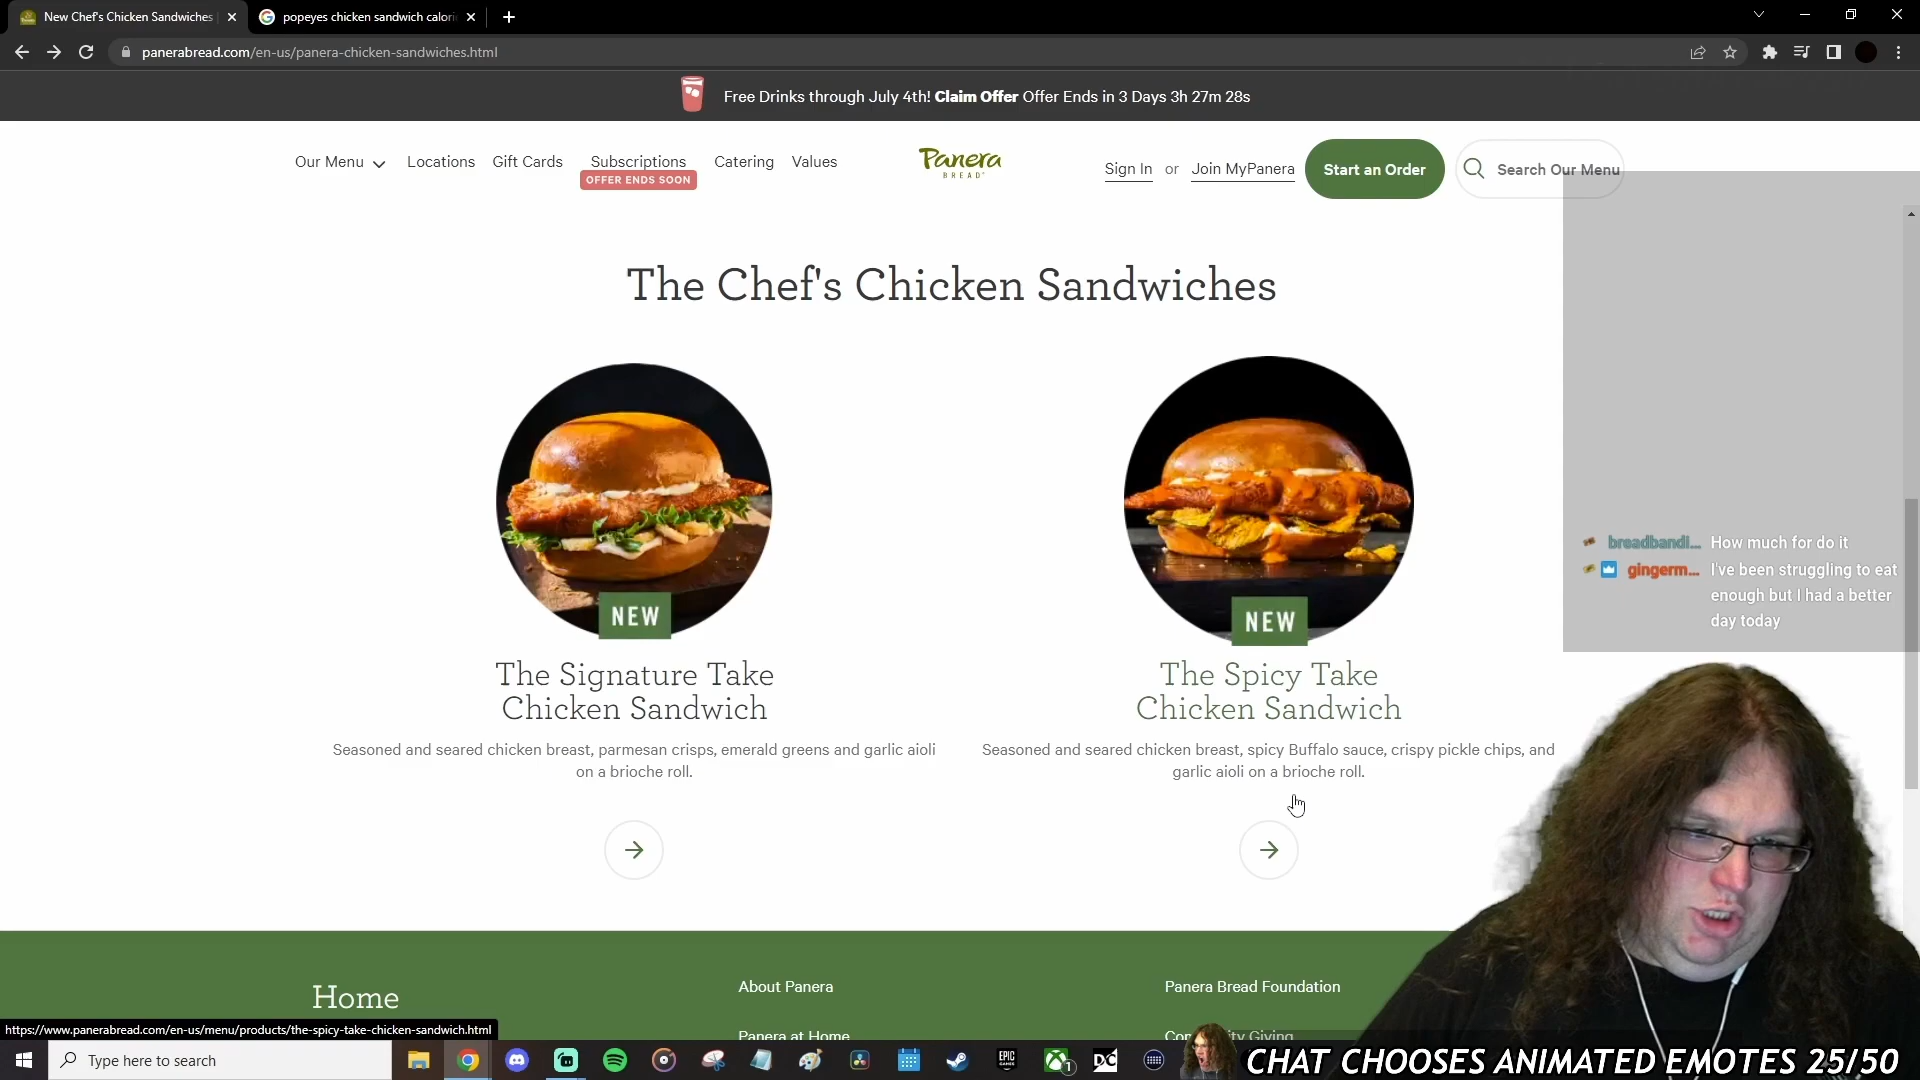 New Chef's Chicken Sandwiches
popeyes chicken sandwich calori
panerabread.com/en-us/panera-chicken-sandwiches.html
Free Drinks through July 4th! Claim Offer Offer Ends in 3 Days 3h 27m 28s
Our Menu
Locations
Gift Cards
Subscriptions
OFFER ENDS SOON
Catering
Values
Panera
BREAD
Sign In or Join MyPanera
Start an Order
Search Our Menu
The Chef's Chicken Sandwiches
NEW
The Signature Take
Chicken Sandwich
Seasoned and seared chicken breast, parmesan crisps, emerald greens and garlic aioli
on a brioche roll.
NEW
The Spicy Take
Chicken Sandwich
Seasoned and seared chicken breast, spicy Buffalo sauce, crispy pickle chips, and
garlic aioli on a brioche roll.
breadbandi... How much for do it
gingerm... I've been struggling to eat
enough but I had a better
day today
Home
About Panera
Panera Bread Foundation
Panera at Home
Giving
https://www.panerabread.com/en-us/menu/products/the-spicy-take-chicken-sandwich.html
Type here to search
EPIC
GAMES
1
DC
CHAT CHOOSES ANIMATED EMOTES 25/50